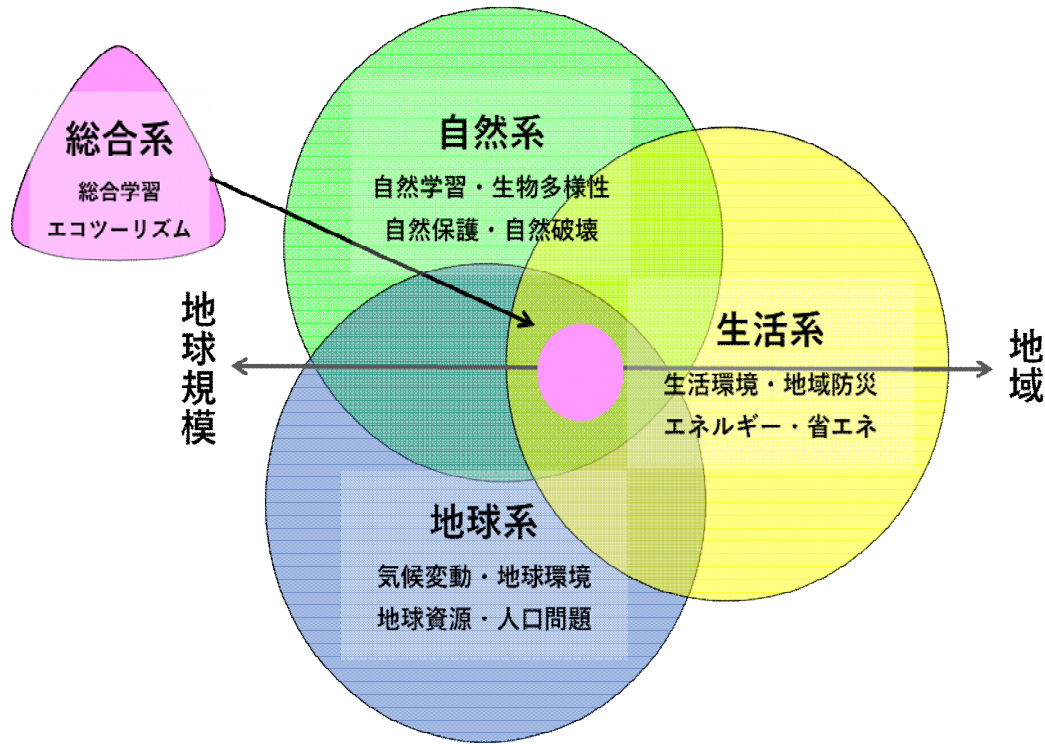 総合系
総合学習
エコツーリズム
自然系
自然学習・生物多様性
自然保護・自然破壊
地球規模
生活系
生活環境・地域防災
エネルギー・省エネ
地域
地球系
気候変動・地球環境
地球資源・人口問題